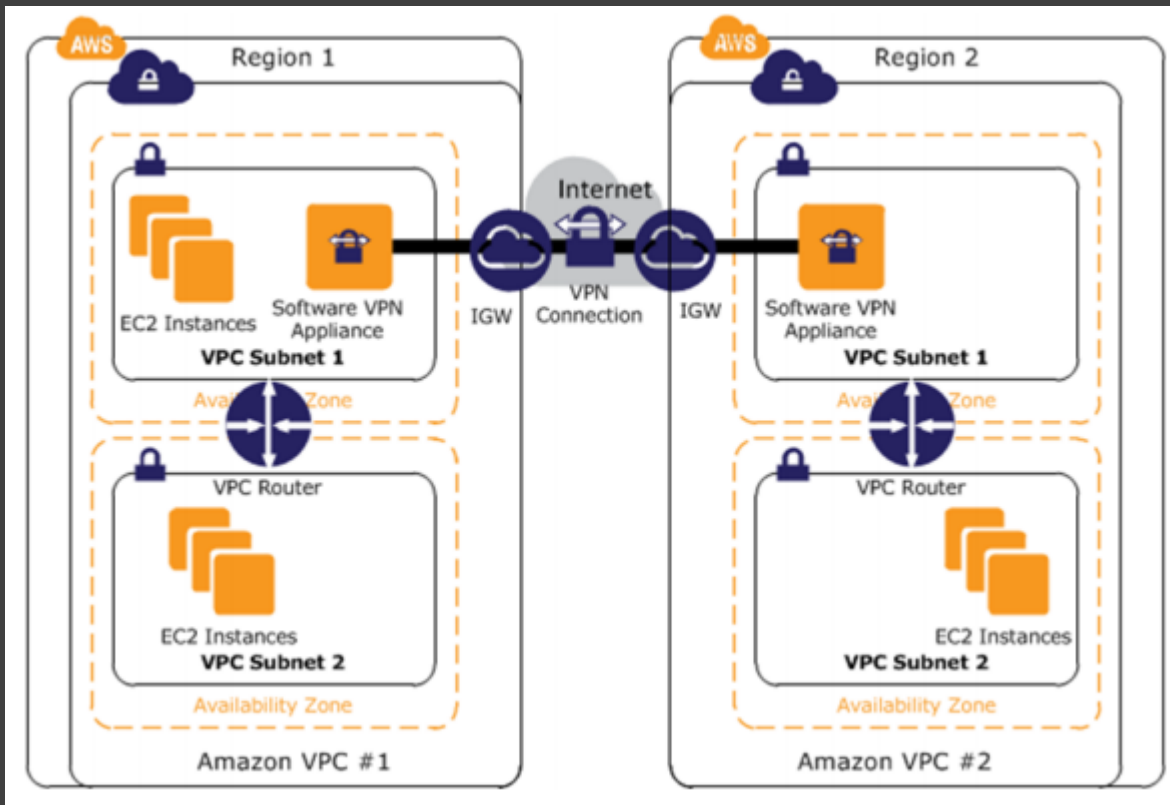 AWS
Region 1
EC2 Instances
Software VPN
Appliance
VPC Subnet 1
Availability Zone
VPC Router
EC2 Instances
VPC Subnet 2
Availability Zone
Amazon VPC #1
IGW
Internet
VPN
Connection
IGW
AWS
Region 2
Software VPN
Appliance
VPC Subnet 1
Availability Zone
VPC Router
EC2 Instances
VPC Subnet 2
Availability Zone
Amazon VPC #2